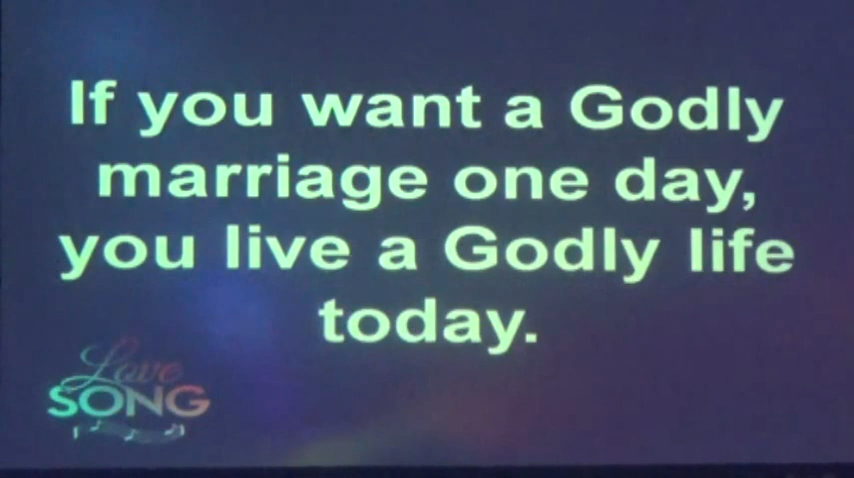 If you want a Godly
marriage one day,
you live a Godly life
today.
Love
SONG